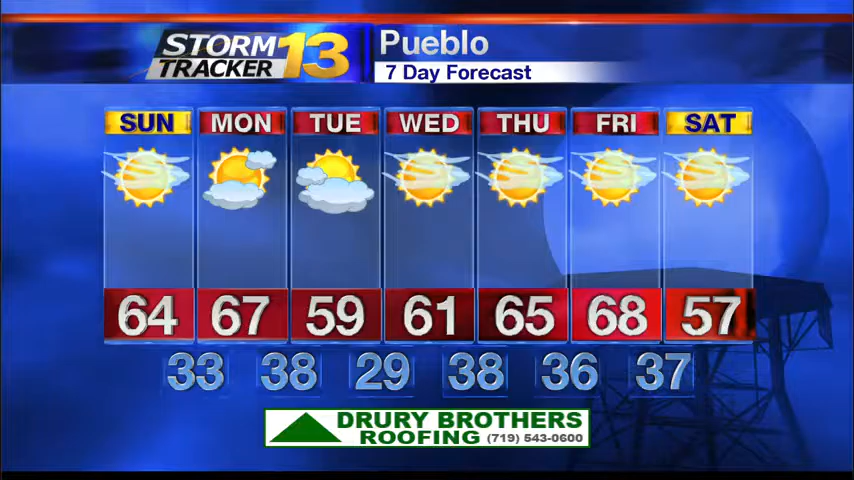 STORM 13
TRACKER
Pueblo
7 Day Forecast
SUN MON TUE WED THU FRI SAT
64 67 59 61 65 68 57
33 38 29 38 36 37
DRURY BROTHERS
ROOFING (719) 543-0600